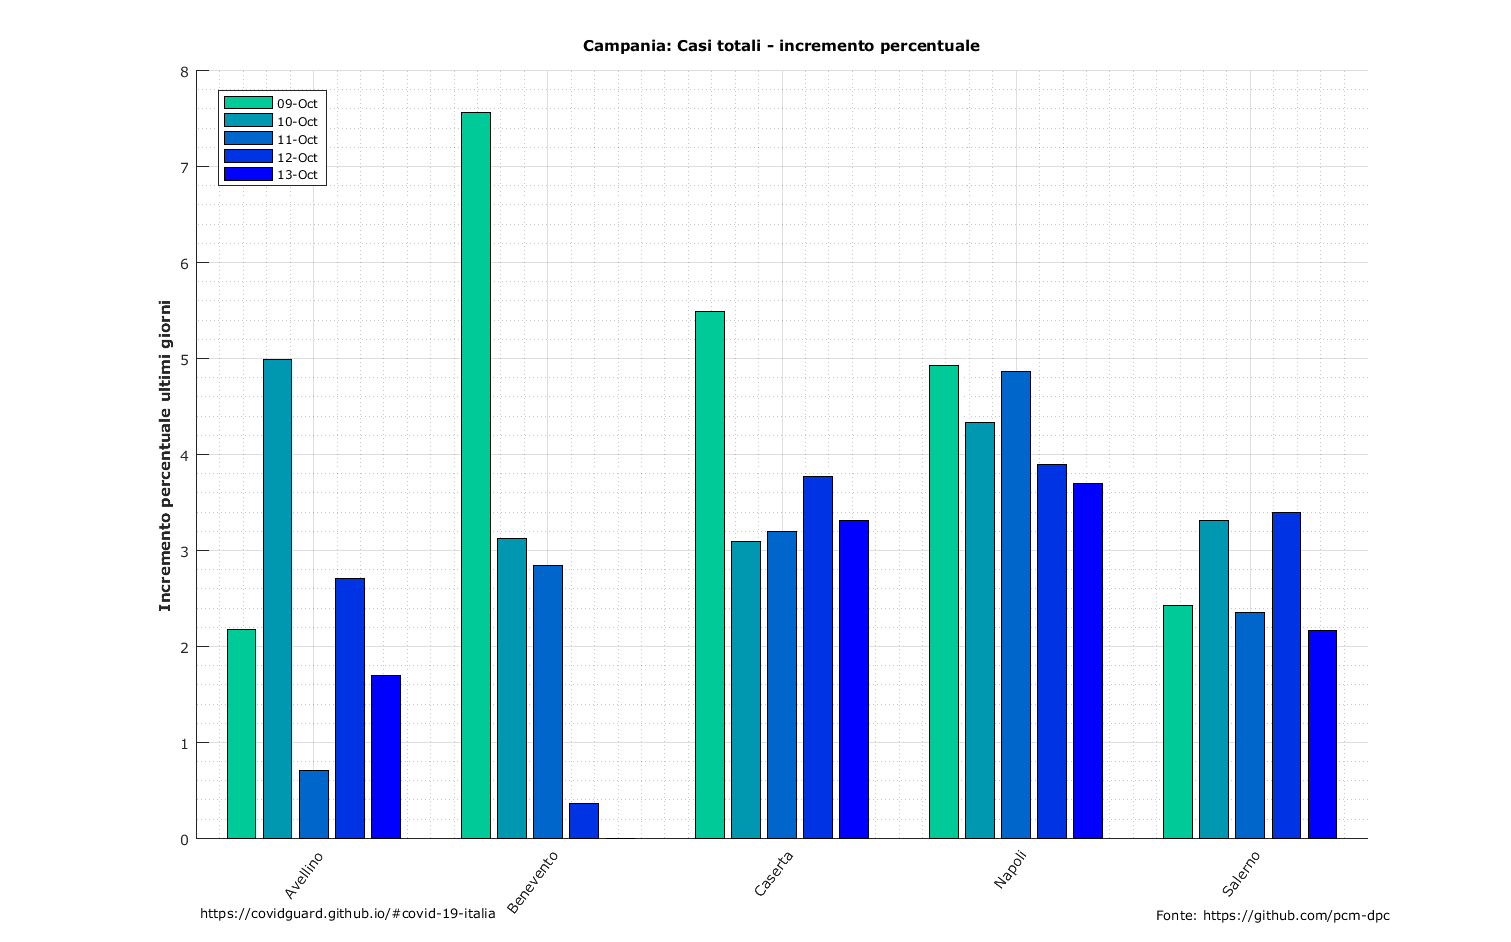 Campania: Casi totali - incremento percentuale
8
7
6
5
4
3
2
1
0
Incremento percentuale ultimi giorni
09-Oct
10-Oct
11-Oct
12-Oct
13-Oct
Avellino
Benevento
Caserta
Napoli
Salerno
https://covidguard.github.io/#covid-19-italia
Fonte: https://github.com/pcm-dpc